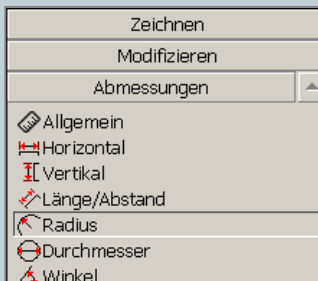 Zeichnen
Modifizieren
Abmessungen
Allgemein
Horizontal
Vertikal
Länge/Abstand
Radius
Durchmesser
Winkel